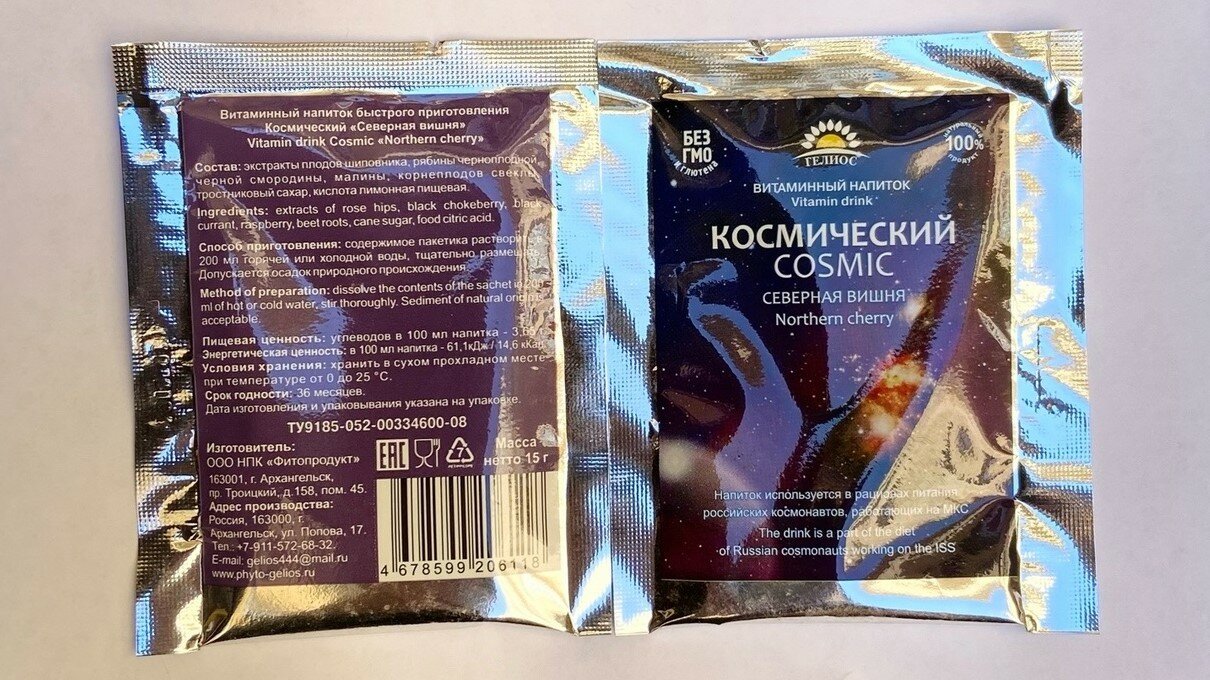 Витаминный напиток быстрого приготовления
Космический «Северная вишня»
Vitamin drink Cosmic «Northern cherry»
Состав: экстракты плодов шиповника, рябины черноплодной,
черной смородины, малины, корнеплодов свеклы,
тростниковый сахар, кислота лимонная пищевая.
Ingredients: extracts of rose hips, black chokeberry, black
currant, raspberry, beet roots, cane sugar, food citric acid.
Способ приготовления: содержимое пакетика растворить в
200 мл горячей или холодной воды, тщательно размешать.
Допускается осадок природного происхождения.
Method of preparation: dissolve the contents of the sachet in 200
ml of hot or cold water, stir thoroughly. Sediment of natural origin is
acceptable.
Пищевая ценность: углеводов в 100 мл напитка -
Энергетическая ценность: в 100 мл напитка - 61,1кДж / 14,6 кКал
Условия хранения: хранить в сухом прохладном месте
при температуре от 0 до 25 °С.
Срок годности: 36 месяцев.
Дата изготовления и упаковывания указана на упаковке.
ТУ9185-052-00334600-08
Изготовитель:
ООО НПК «Фитопродукт»
163001, г. Архангельск,
пр. Троицкий, д.158, пом. 45.
Адрес производства:
Россия, 163000, г.
Архангельск, ул. Попова, 17.
Тел.: +7-911-572-68-32.
E-mail: gelios444@mail.ru
www.phyto-gelios.ru
EAC
7
Масса
нетто 15 г
4 678599 206118
БЕЗ
ГМО
и глютена
ГЕЛИОС
натуральный
100%
продукт
ВИТАМИННЫЙ НАПИТОК
Vitamin drink
КОСМИЧЕСКИЙ
COSMIC
СЕВЕРНАЯ ВИШНЯ
Northern cherry
Напиток используется в рационах питания
российских космонавтов, работающих на МКС
The drink is a part of the diet
of Russian cosmonauts working on the ISS